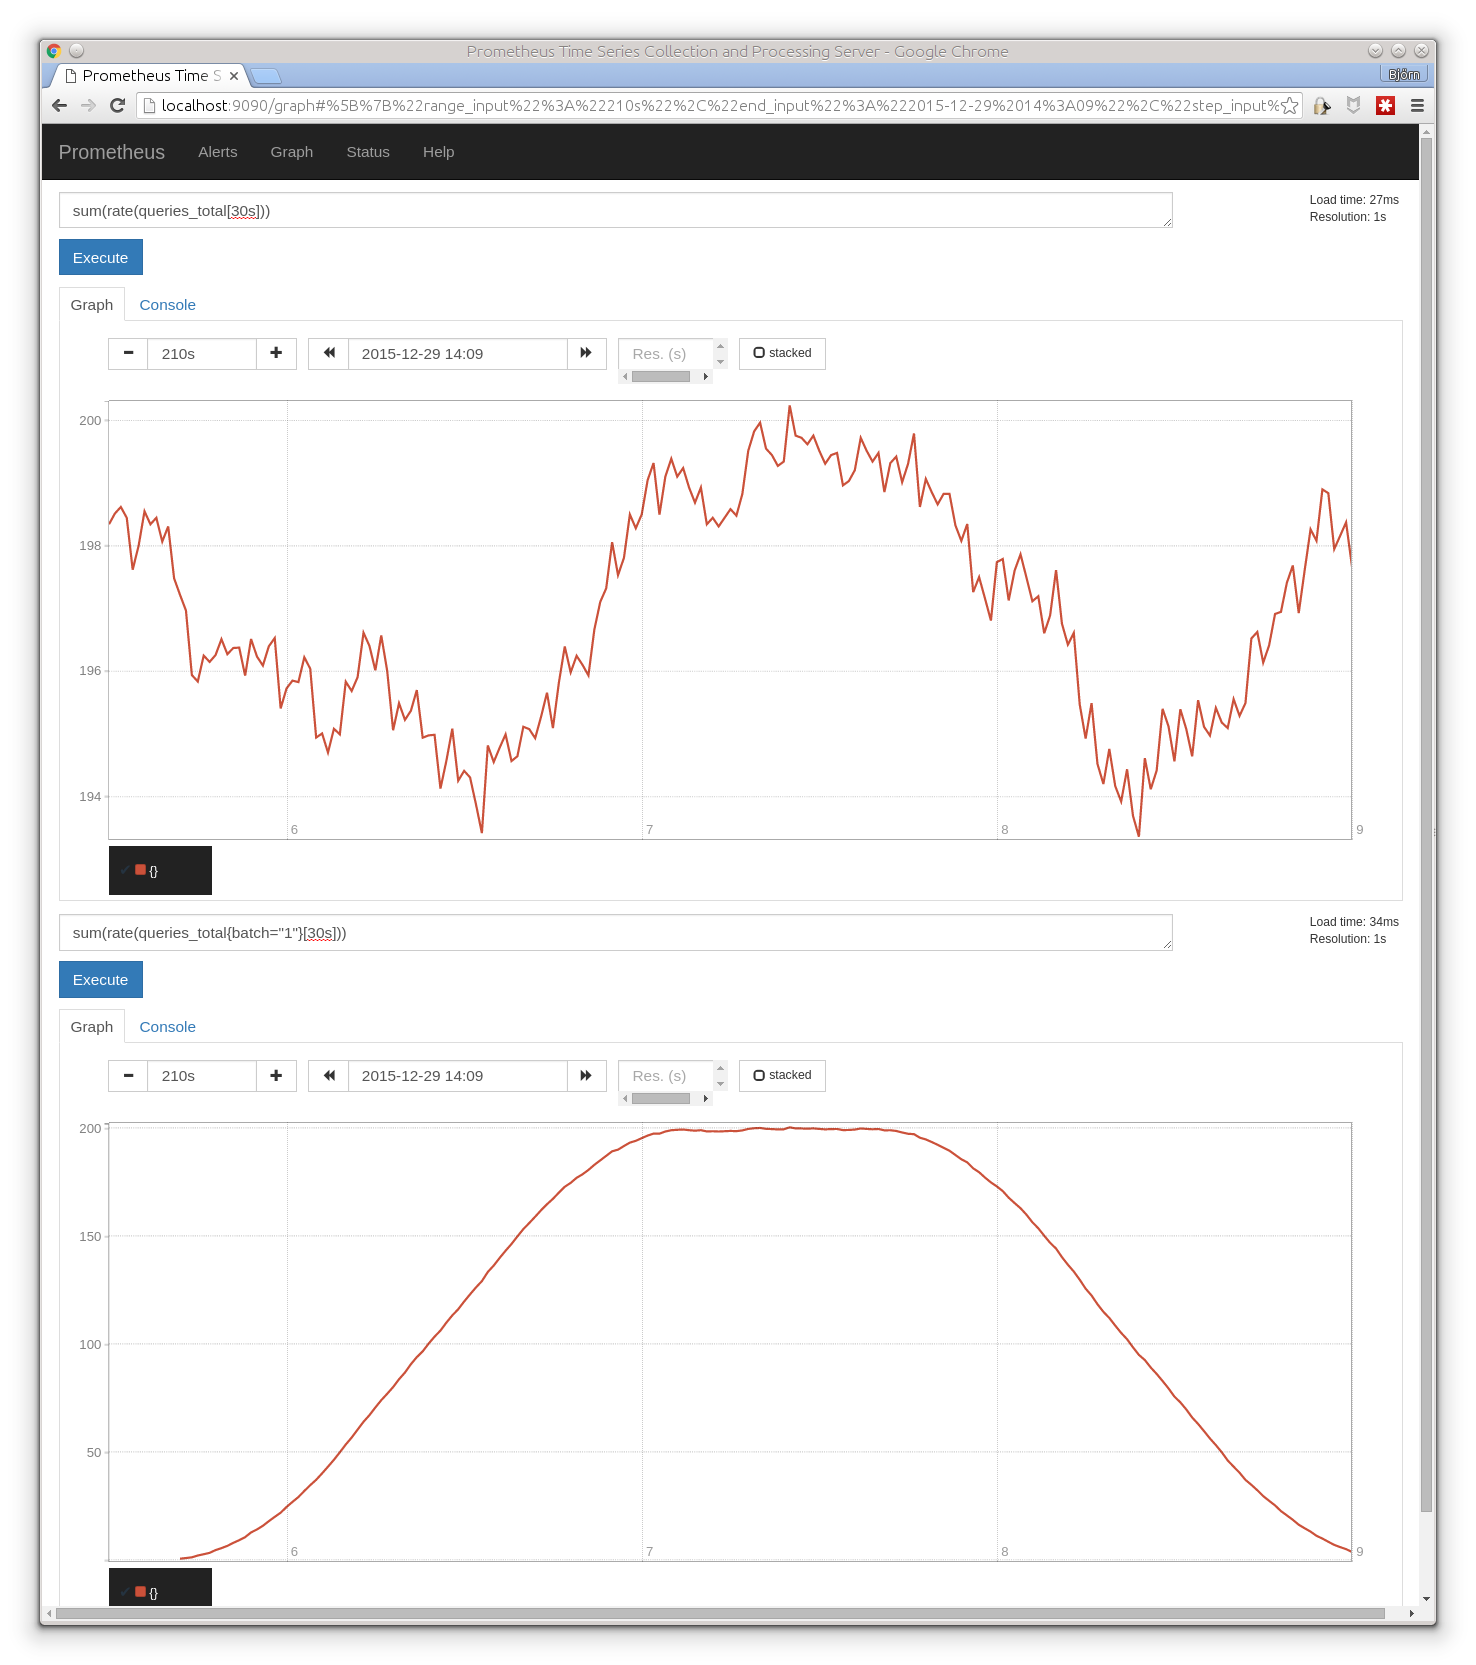 Prometheus Time Series Collection and Processing Server - Google Chrome
Prometheus Time S
Björn
localhost:9090/graph#%5B%7B%22range_input%22%3A%22210s%22%2C%22end_input%22%3A%222015-12-29%2014%3A09%22%2C%22step_input%
Prometheus Alerts Graph Status Help
sum(rate(queries_total[30s]))
Load time: 27ms
Resolution: 1s
Execute
Graph Console
210s 2015-12-29 14:09 Res. (s) stacked
200
198
196
194
6 7 8 9
{}
sum(rate(queries_total{batch="1"}[30s]))
Load time: 34ms
Resolution: 1s
Execute
Graph Console
210s 2015-12-29 14:09 Res. (s) stacked
200
150
100
50
6 7 8 9
{}